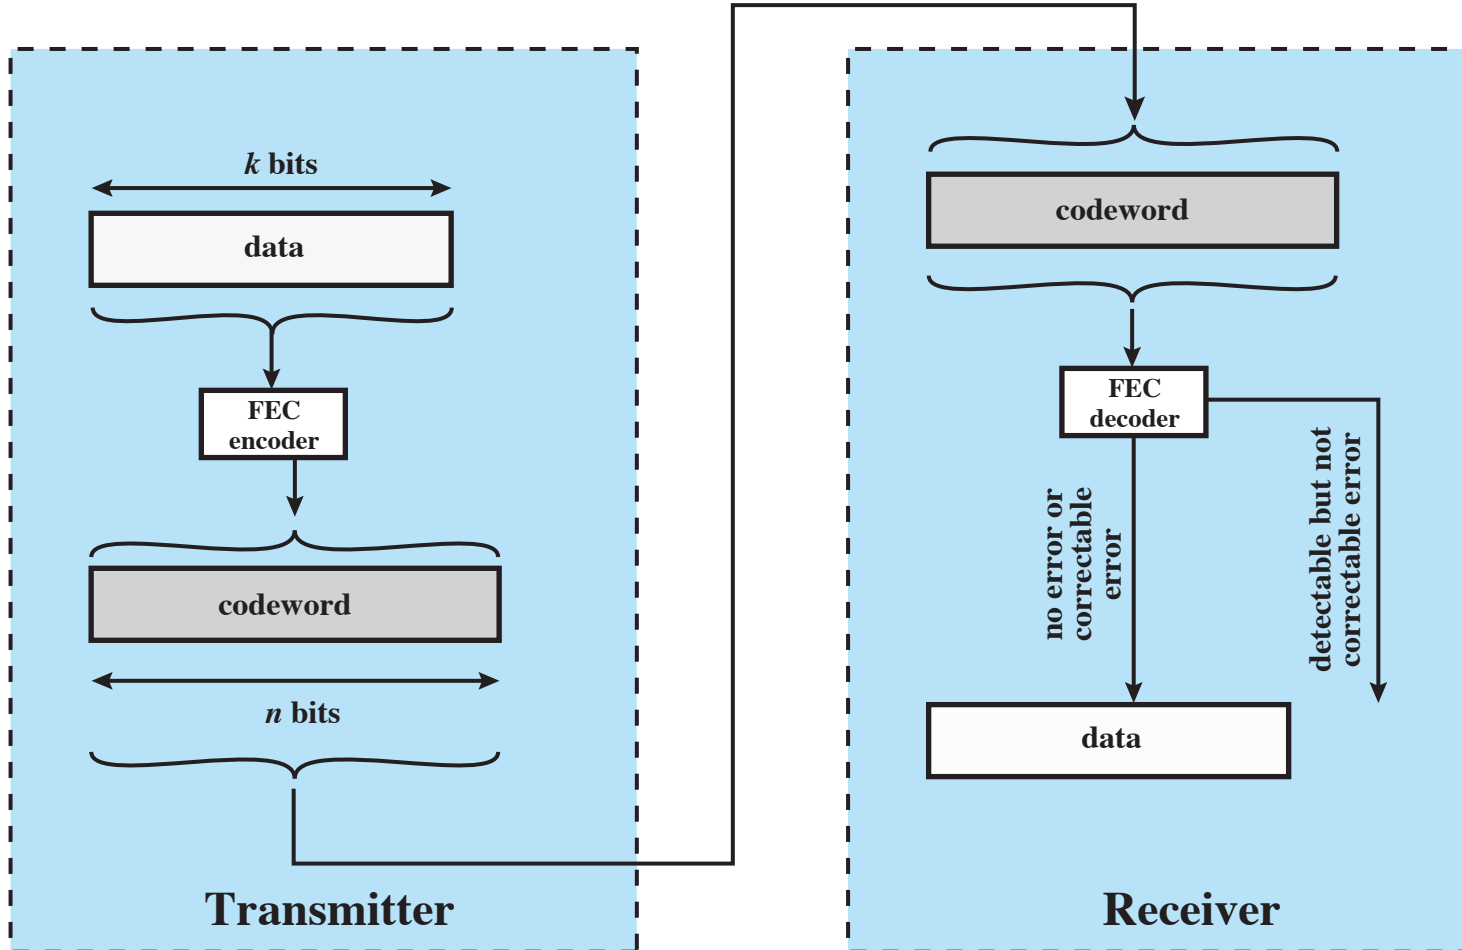 k bits
data
FEC
encoder
codeword
n bits
Transmitter
codeword
FEC
decoder
no error or
correctable
error
detectable but not
correctable error
data
Receiver